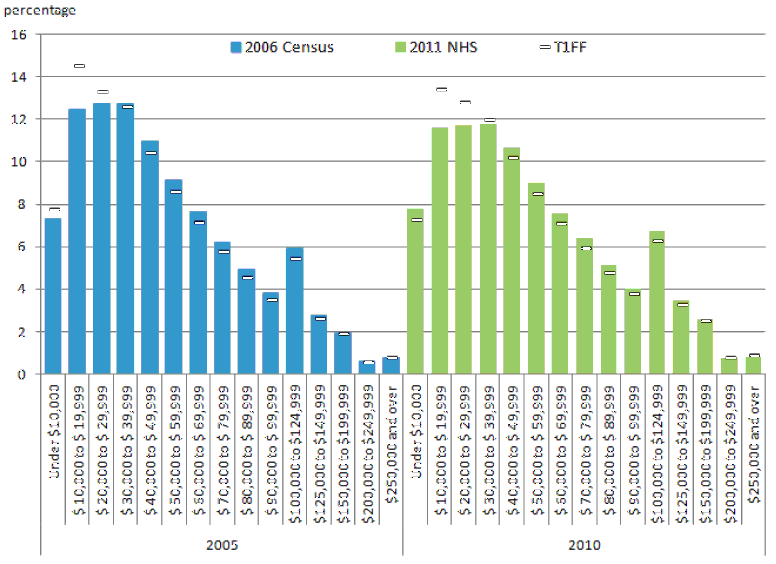 percentage
16
2006 Census
2011 NHS
T1FF
14
12
10
8
6
4
2
0
Under $10,000
$ 10,000 to $ 19,999
$ 20,000 to $ 29,999
$ 30,000 to $ 39,999
$ 40,000 to $ 49,999
$ 50,000 to $ 59,999
$ 60,000 to $ 69,999
$ 70,000 to $ 79,999
$ 80,000 to $ 89,999
$ 90,000 to $ 99,999
$100,000 to $124,999
$125,000 to $149,999
$150,000 to $199,999
$200,000 to $249,999
$250,000 and over
Under $10,000
$ 10,000 to $ 19,999
$ 20,000 to $ 29,999
$ 30,000 to $ 39,999
$ 40,000 to $ 49,999
$ 50,000 to $ 59,999
$ 60,000 to $ 69,999
$ 70,000 to $ 79,999
$ 80,000 to $ 89,999
$ 90,000 to $ 99,999
$100,000 to $124,999
$125,000 to $149,999
$150,000 to $199,999
$200,000 to $249,999
$250,000 and over
2005
2010